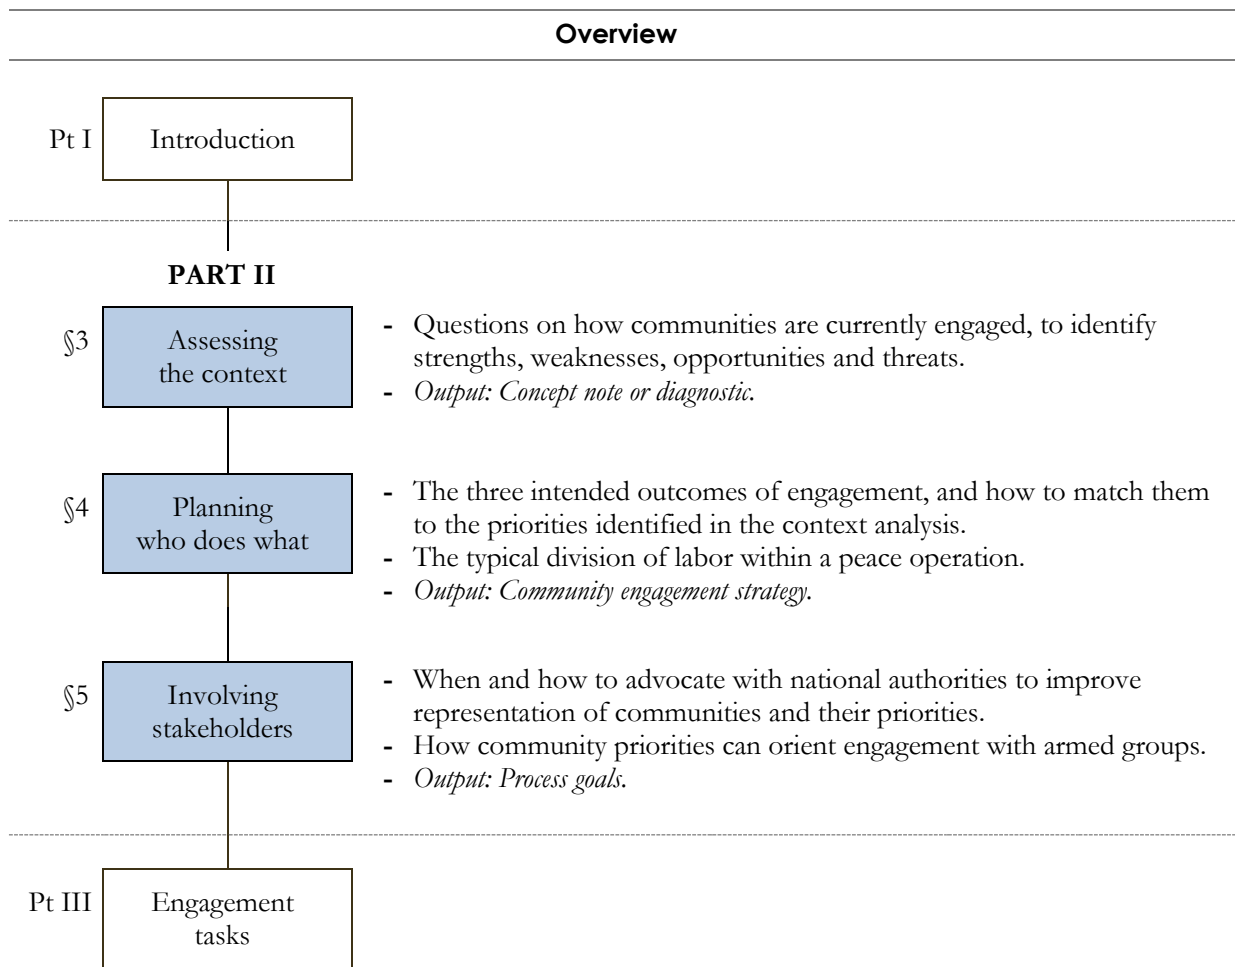 Overview
Pt I
Introduction
PART II
§3
Assessing
the context
- Questions on how communities are currently engaged, to identify
strengths, weaknesses, opportunities and threats.
- Output: Concept note or diagnostic.
§4
Planning
who does what
- The three intended outcomes of engagement, and how to match them
to the priorities identified in the context analysis.
- The typical division of labor within a peace operation.
- Output: Community engagement strategy.
§5
Involving
stakeholders
- When and how to advocate with national authorities to improve
representation of communities and their priorities.
- How community priorities can orient engagement with armed groups.
- Output: Process goals.
Pt III
Engagement
tasks